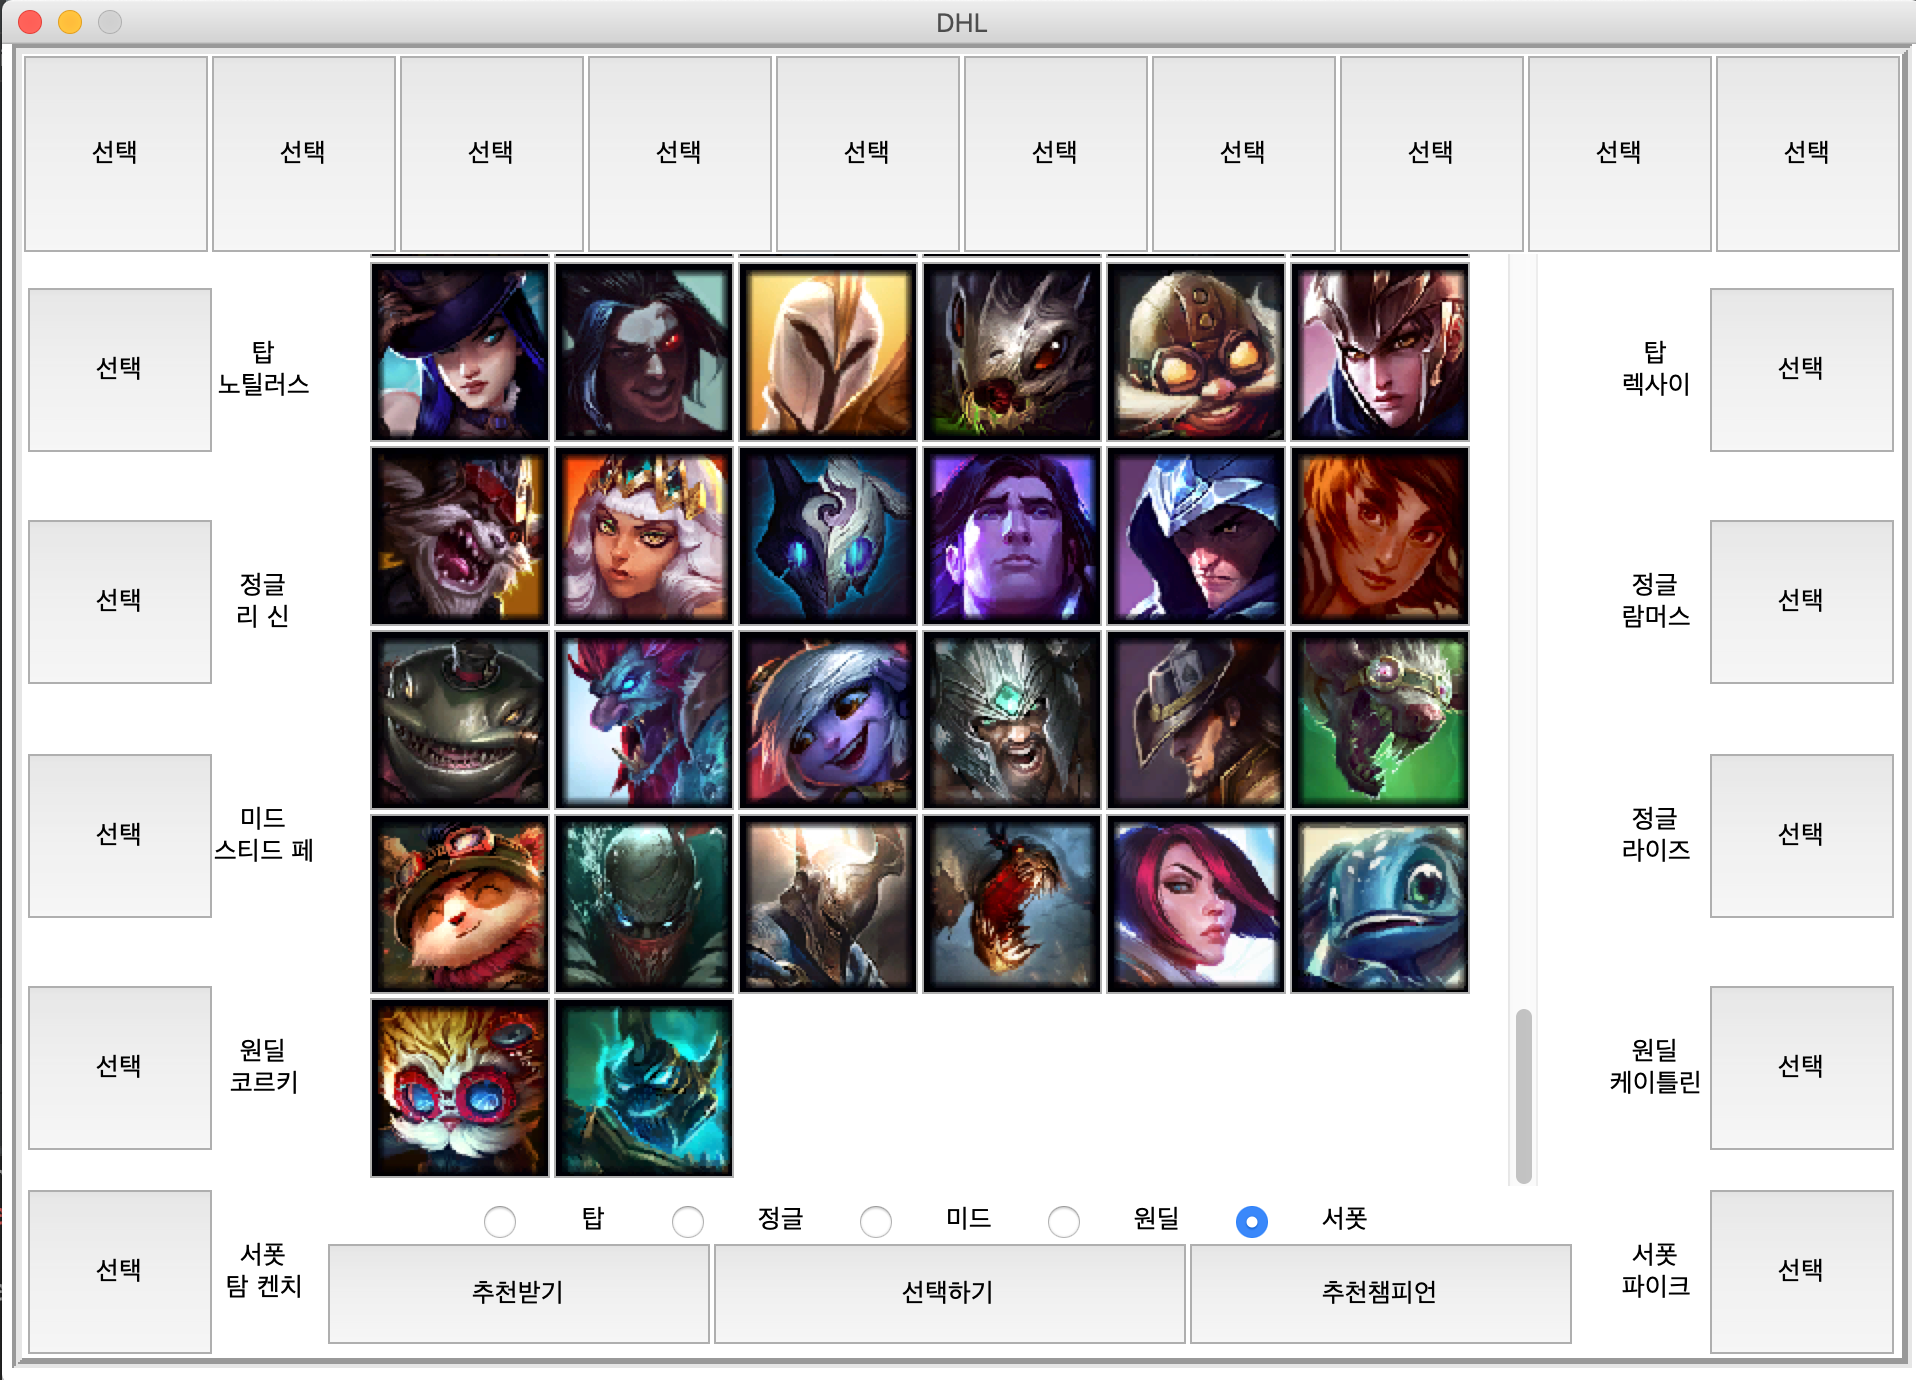 DHL
선택 선택 선택 선택 선택 선택 선택 선택 선택 선택
선택
탑
노틸러스
탑
렉사이
선택
선택
정글
리 신
정글
람머스
선택
선택
미드
스티드 페
정글
라이즈
선택
선택
원딜
코르키
원딜
케이틀린
선택
탑 정글 미드 원딜 서폿
선택
서폿
탐 켄치
추천받기 선택하기 추천챔피언
서폿
파이크
선택